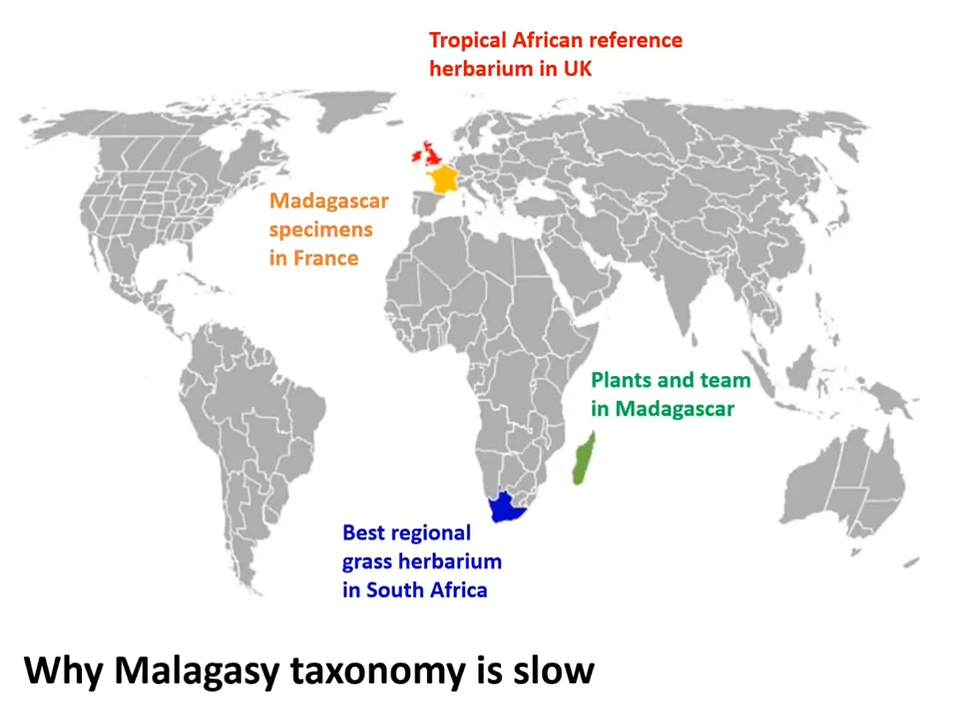 Tropical African reference
herbarium in UK
Madagascar
specimens
in France
Plants and team
in Madagascar
Best regional
grass herbarium
in South Africa
Why Malagasy taxonomy is slow